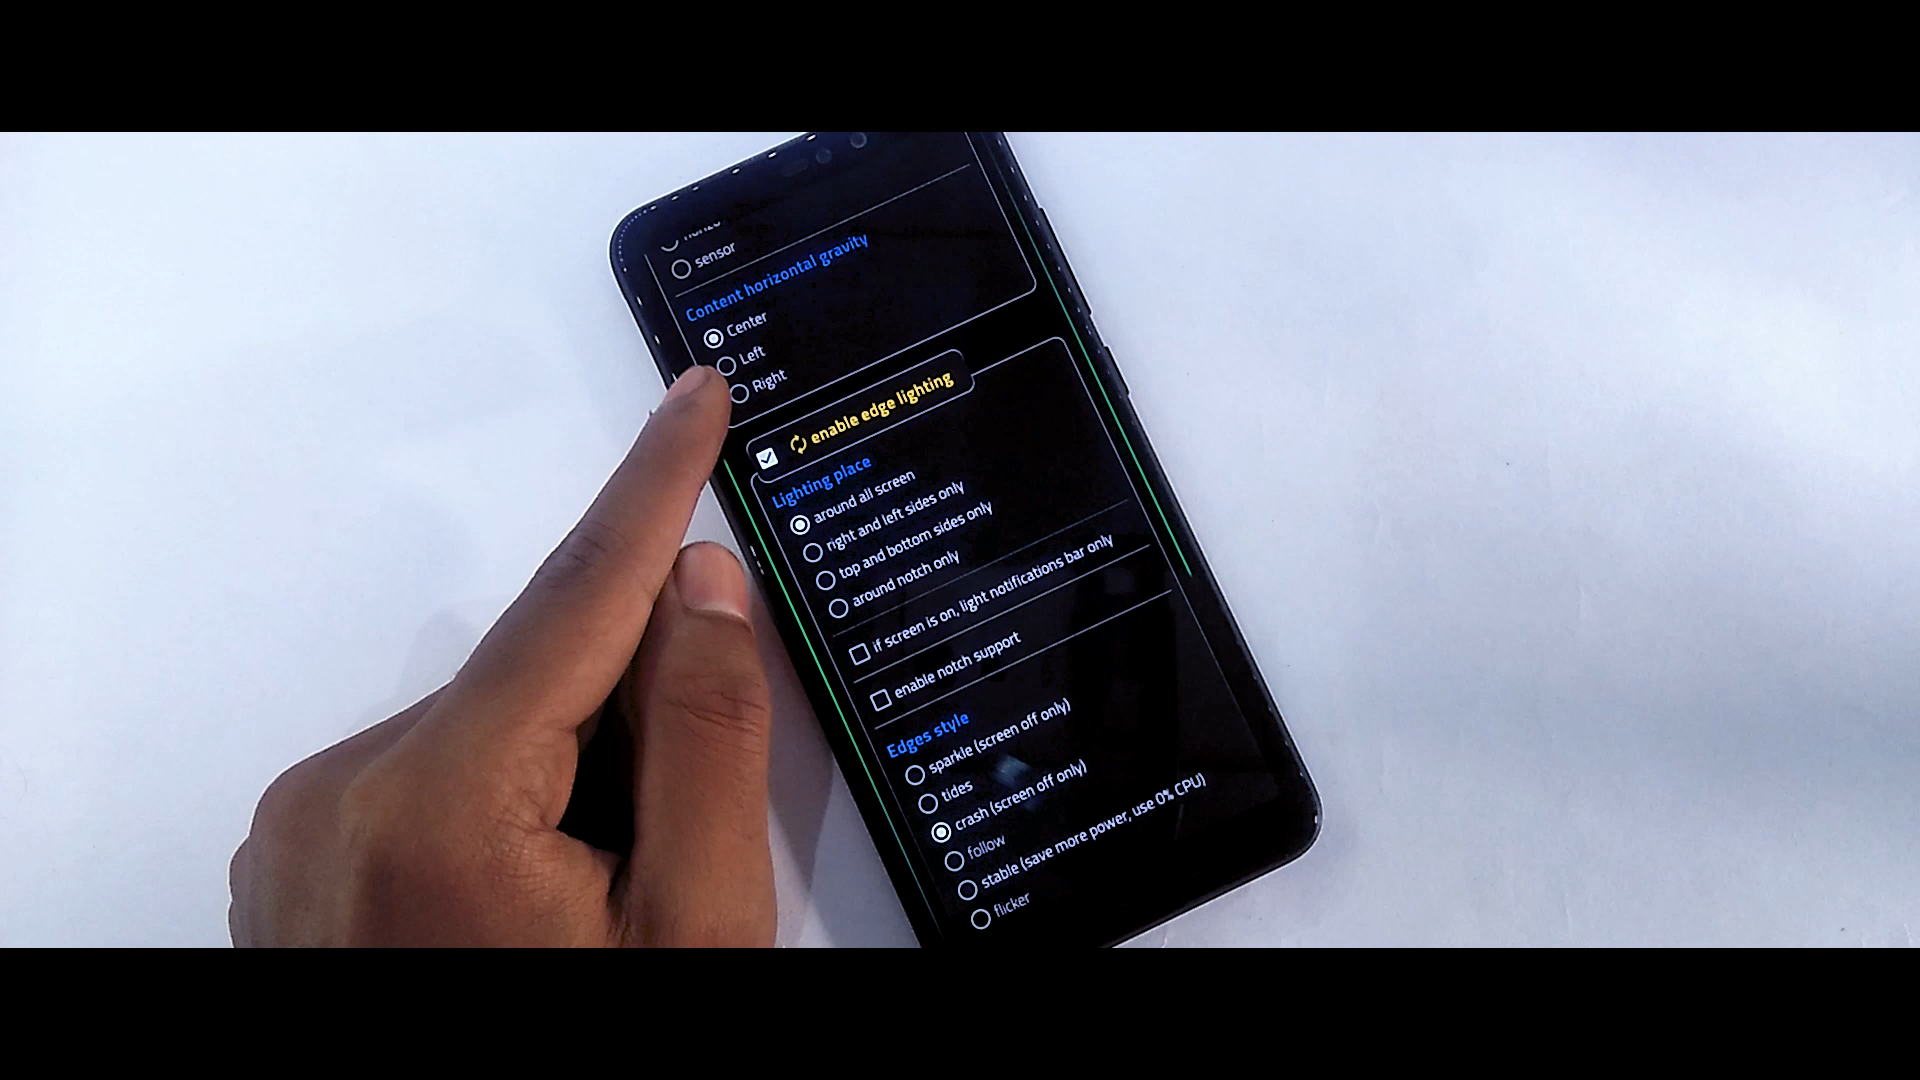 sensor
Content horizontal gravity
Center
Left
Right
enable edge lighting
Lighting place
around all screen
right and left sides only
top and bottom sides only
around notch only
if screen is on, light notifications bar only
enable notch support
Edges style
sparkle (screen off only)
tides
crash (screen off only)
follow
stable (save more power, use 0% CPU)
flicker